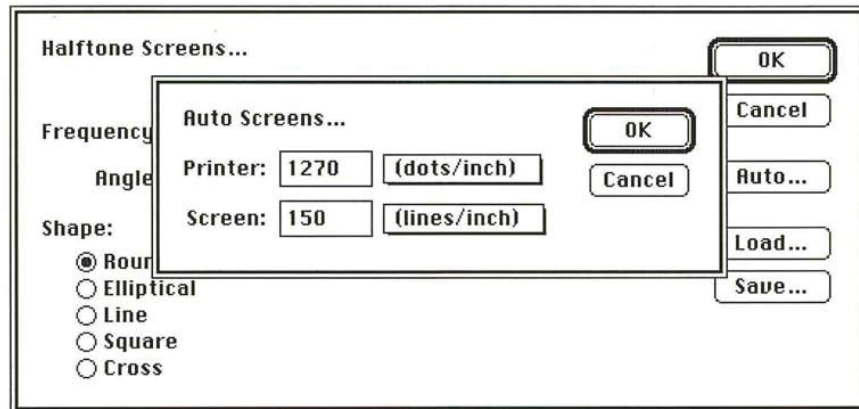 Halftone Screens...
OK
Cancel
Frequency
Angle
Auto...
Shape:
Load...
Save...
Elliptical
Line
Square
Cross
Auto Screens...
OK
Printer: 1270 (dots/inch)
Cancel
Screen: 150 (lines/inch)